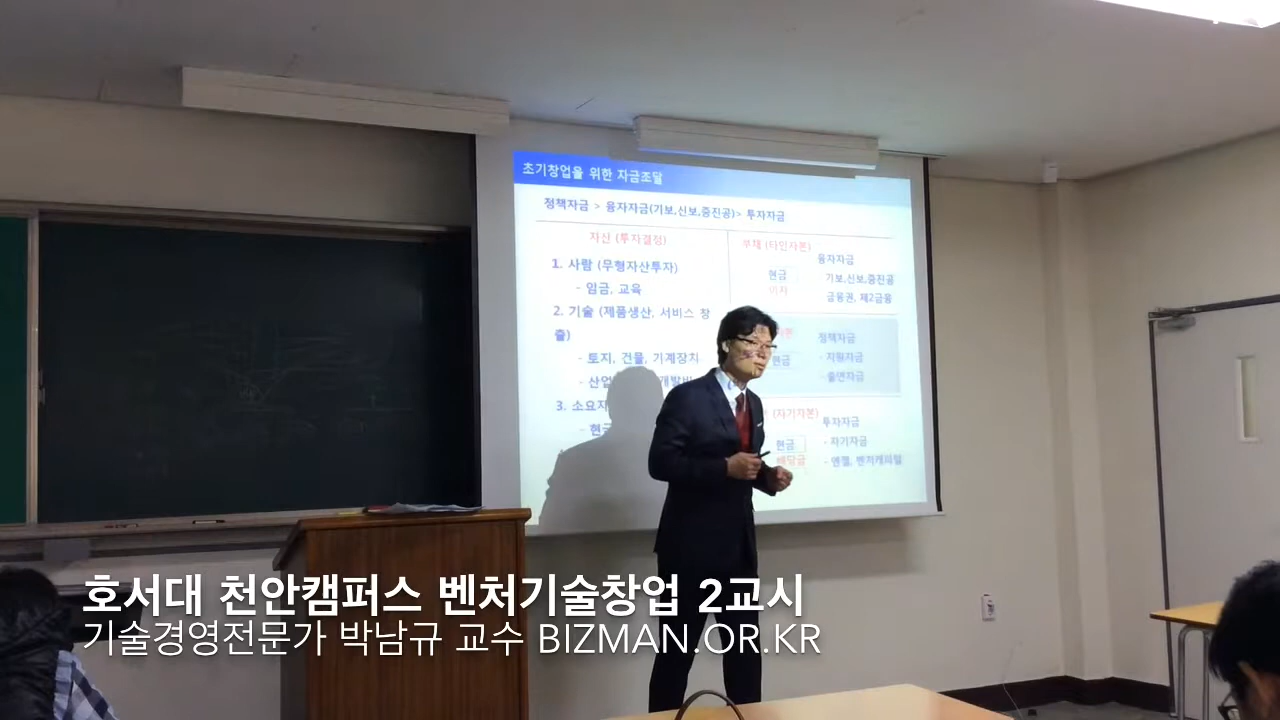 초기창업을 위한 자금조달
정책자금 > 융자자금(기보,신보,중진공)> 투자자금
자산 (투자결정)
1. 사람 (무형자산투자)
- 임금, 교육
2. 기술 (제품생산, 서비스 창
출)
- 토지, 건물, 기계장치
- 산업
개발비
3. 소요자
- 현금
부채 (타인자본)
융자자금
현금
기보,신보,중진공
이자
금융권, 제2금융
정책자금
현금
- 지원자금
- 출연자금
(자기자본)
투자자금
현금
- 자기자금
배당금
- 엔젤, 벤처캐피탈
호서대 천안캠퍼스 벤처기술창업 2교시
기술경영전문가 박남규 교수 BIZMAN.OR.KR